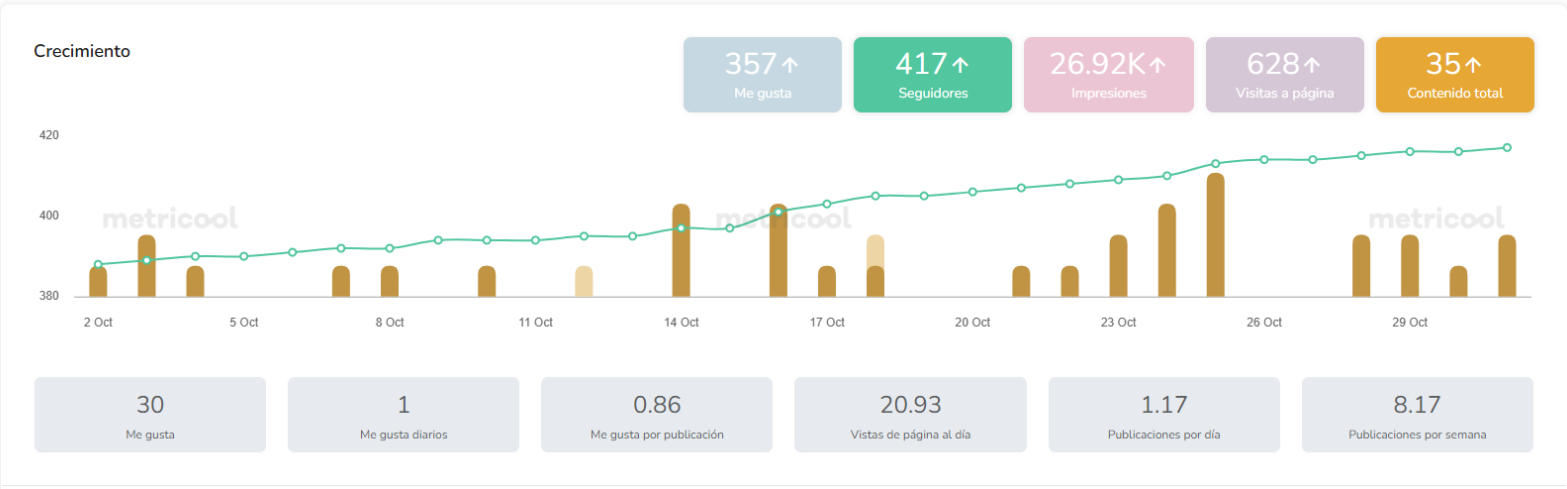 Crecimiento
357↑
Me gusta
417↑
Seguidores
26.92K↑
Impresiones
628↑
Visitas a página
35↑
Contenido total
420
400
380
metricool
metricool
metricool
2 Oct
5 Oct
8 Oct
11 Oct
14 Oct
17 Oct
20 Oct
23 Oct
26 Oct
29 Oct
30
Me gusta
1
Me gusta diarios
0.86
Me gusta por publicación
20.93
Vistas de página al día
1.17
Publicaciones por día
8.17
Publicaciones por semana